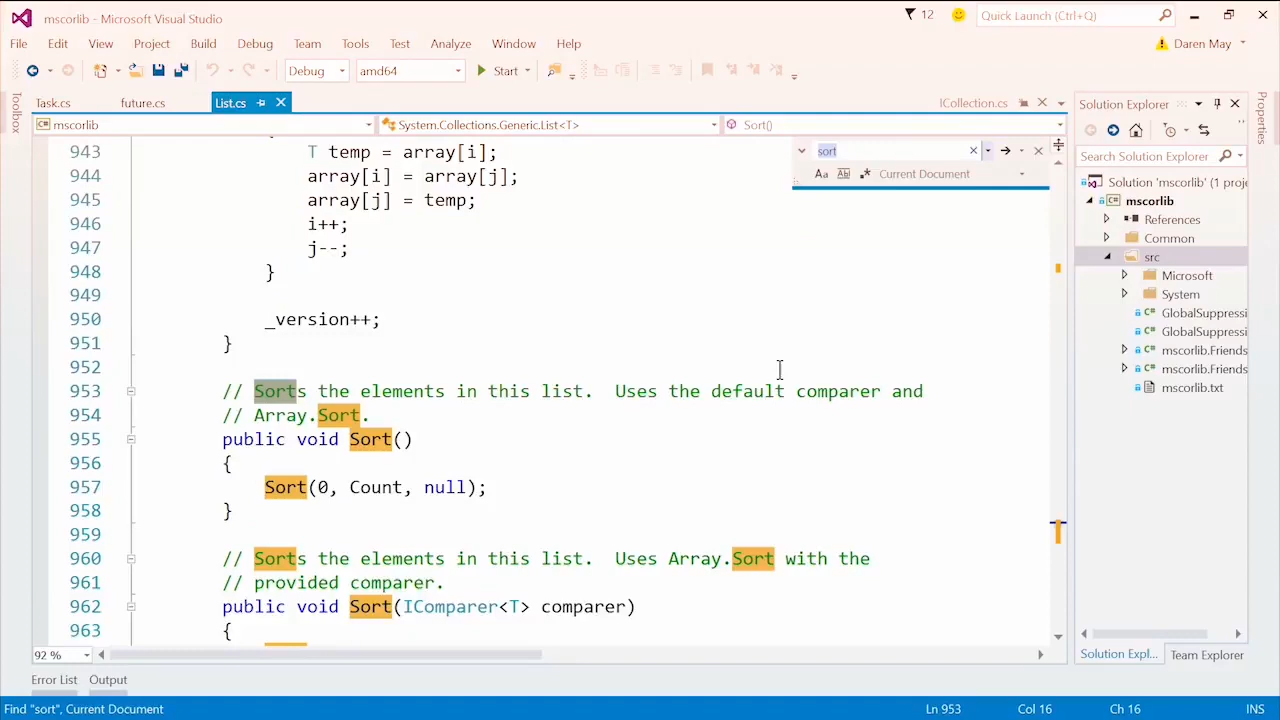 mscorlib - Microsoft Visual Studio
12
Quick Launch (Ctrl+Q)
File Edit View Project Build Debug Team Tools Test Analyze Window Help
Daren May
Debug amd64 Start
Toolbox
Task.cs future.cs List.cs ICollection.cs
mscorlib System.Collections.Generic.List<T> Sort()
sort
Aa Ab Current Document
943 T temp = array[i];
944 array[i] = array[j];
945 array[j] = temp;
946 i++;
947 j--;
948 }
949
950 _version++;
951 }
952
953 // Sorts the elements in this list.  Uses the default comparer and
954 // Array.Sort.
955 public void Sort()
956 {
957 Sort(0, Count, null);
958 }
959
960 // Sorts the elements in this list.  Uses Array.Sort with the
961 // provided comparer.
962 public void Sort(IComparer<T> comparer)
963 {
92 %
Solution Explorer
Search Solution Explorer
Solution 'mscorlib' (1 proje
C# mscorlib
References
Common
src
Microsoft
System
C# GlobalSuppressi
C# GlobalSuppressi
C# mscorlib.Friends
C# mscorlib.Friends
mscorlib.txt
Solution Expl... Team Explorer
Properties
Error List Output
Find "sort", Current Document Ln 953 Col 16 Ch 16 INS